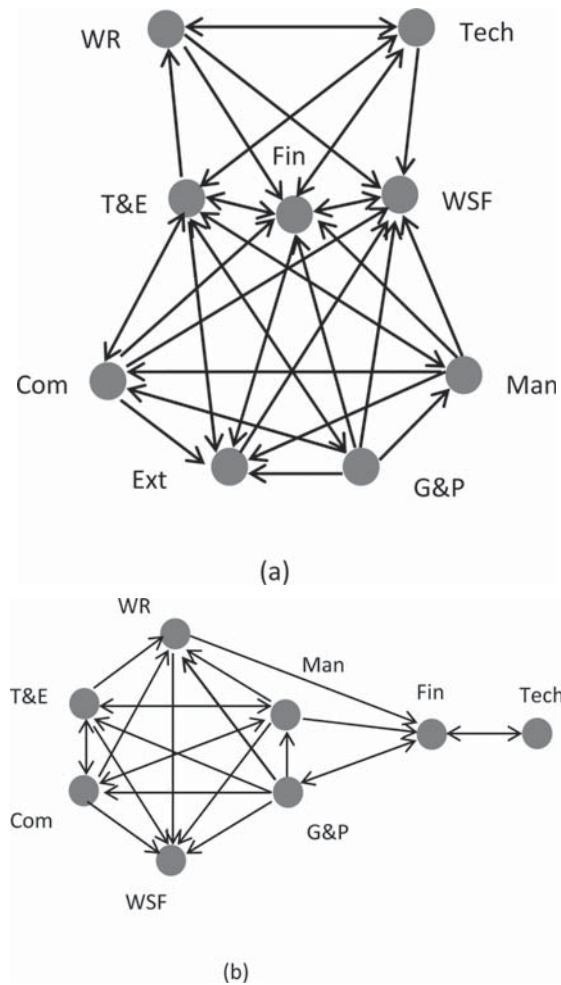 WR
Tech
Fin
T&E
WSF
Com
Man
Ext
G&P
(a)
WR
Man
T&E
Fin
Tech
Com
G&P
WSF
(b)